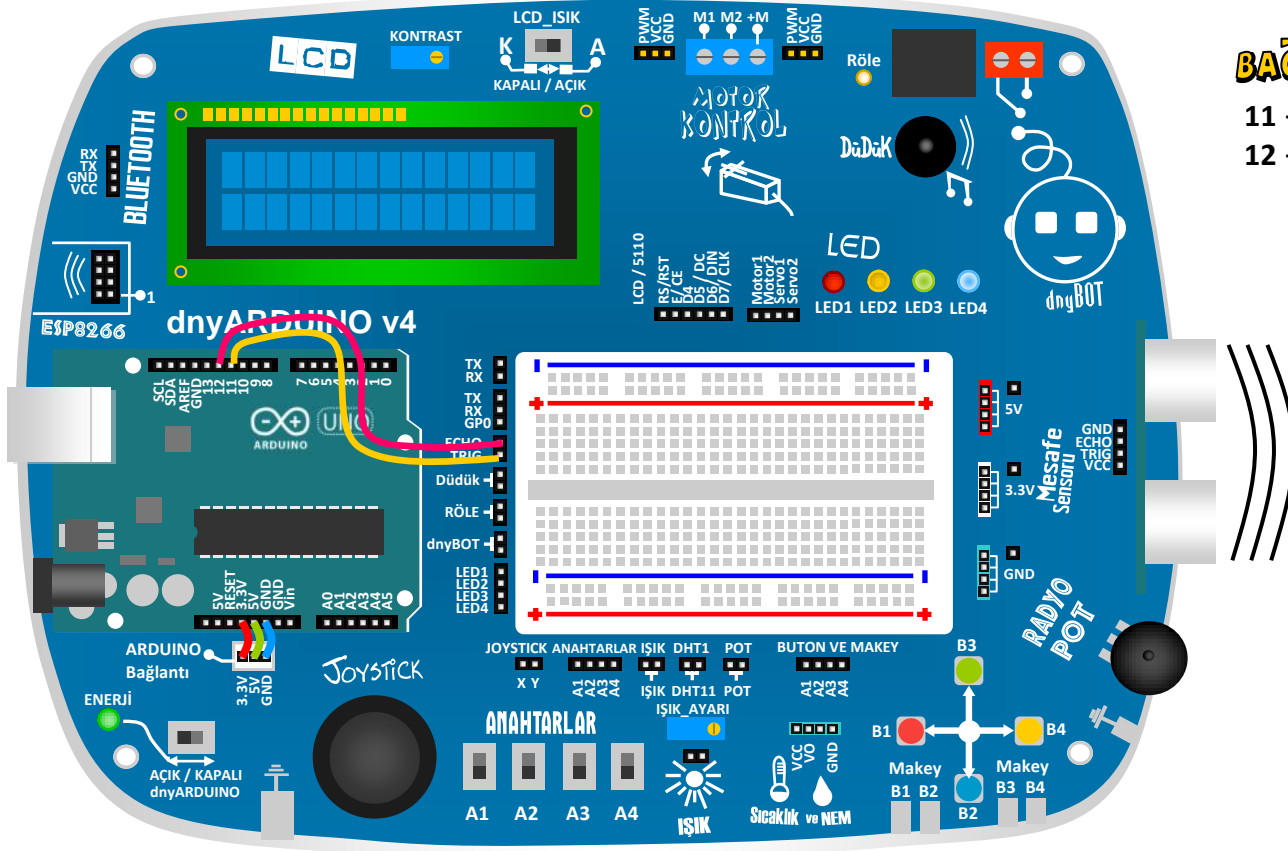 LCD_ISIK
K A
KAPALI / AÇIK
KONTRAST
LCD
PWM
VCC
GND
M1 M2 +M
PWM
VCC
GND
MOTOR
KONTROL
Röle
DüDüK
BAĞ
11
12
RX
TX
GND
VCC
BLUETOOTH
1
ESP8266
LCD / 5110
RS/RST
E/CE
D4
D5 / DC
D6/ DIN
D7/ CLK
Motor1
Motor2
Servo1
Servo2
LED
LED1 LED2 LED3 LED4
dnyBOT
dnyARDUINO v4
SCL
SDA
AREF
GND
13
12
11
10
9
8
7
6
5
4
3
2
1
0
UNO
ARDUINO
TX
RX
TX
RX
GP0
ECHO
TRIG
Düdük
RÖLE
dnyBOT
LED1
LED2
LED3
LED4
5V
3.3V
GND
Mesafe
Sensoru
GND
ECHO
TRIG
VCC
RADYO
POT
5V
RESET
3.3V
5V
GND
GND
Vin
A0
A1
A2
A3
A4
A5
ARDUINO
Bağlantı
3.3V
5V
GND
ENERJİ
AÇIK / KAPALI
dnyARDUINO
JOYSTICK
JOYSTICK ANAHTARLAR IŞIK DHT1 POT
X Y
A1
A2
A3
A4
IŞIK DHT11 POT
IŞIK_AYARI
BUTON VE MAKEY
A1
A2
A3
A4
ANAHTARLAR
A1 A2 A3 A4
IŞIK
VCC
VO
GND
Sıcaklık ve NEM
B3
B1
B4
B2
Makey
B1 B2
Makey
B3 B4